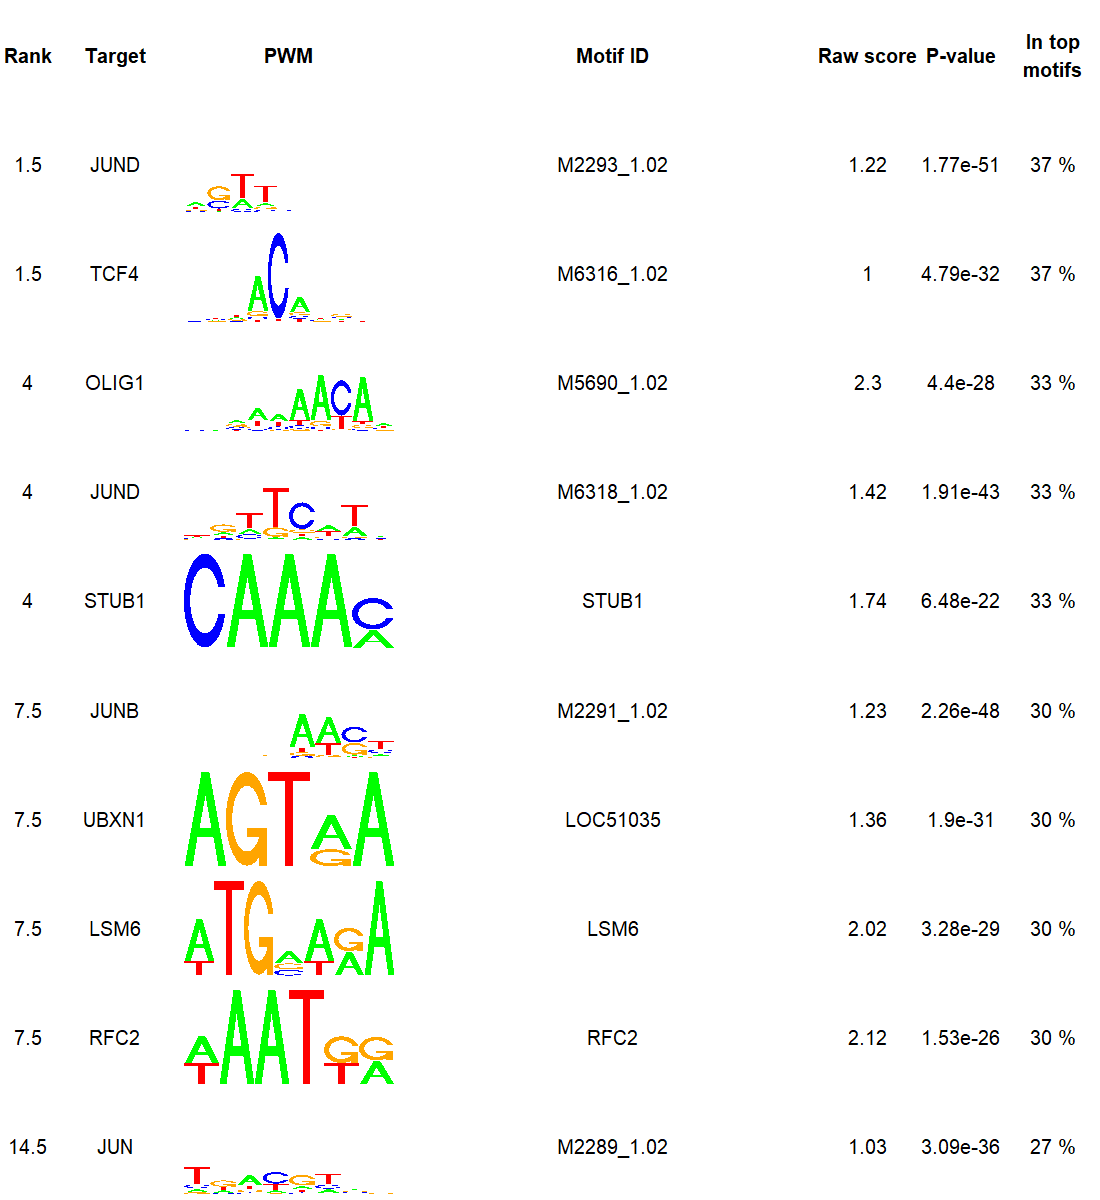 Rank Target PWM Motif ID Raw score P-value In top motifs
1.5 JUND M2293_1.02 1.22 1.77e-51 37 %
1.5 TCF4 M6316_1.02 1 4.79e-32 37 %
4 OLIG1 M5690_1.02 2.3 4.4e-28 33 %
4 JUND M6318_1.02 1.42 1.91e-43 33 %
4 STUB1 STUB1 1.74 6.48e-22 33 %
7.5 JUNB M2291_1.02 1.23 2.26e-48 30 %
7.5 UBXN1 LOC51035 1.36 1.9e-31 30 %
7.5 LSM6 LSM6 2.02 3.28e-29 30 %
7.5 RFC2 RFC2 2.12 1.53e-26 30 %
14.5 JUN M2289_1.02 1.03 3.09e-36 27 %